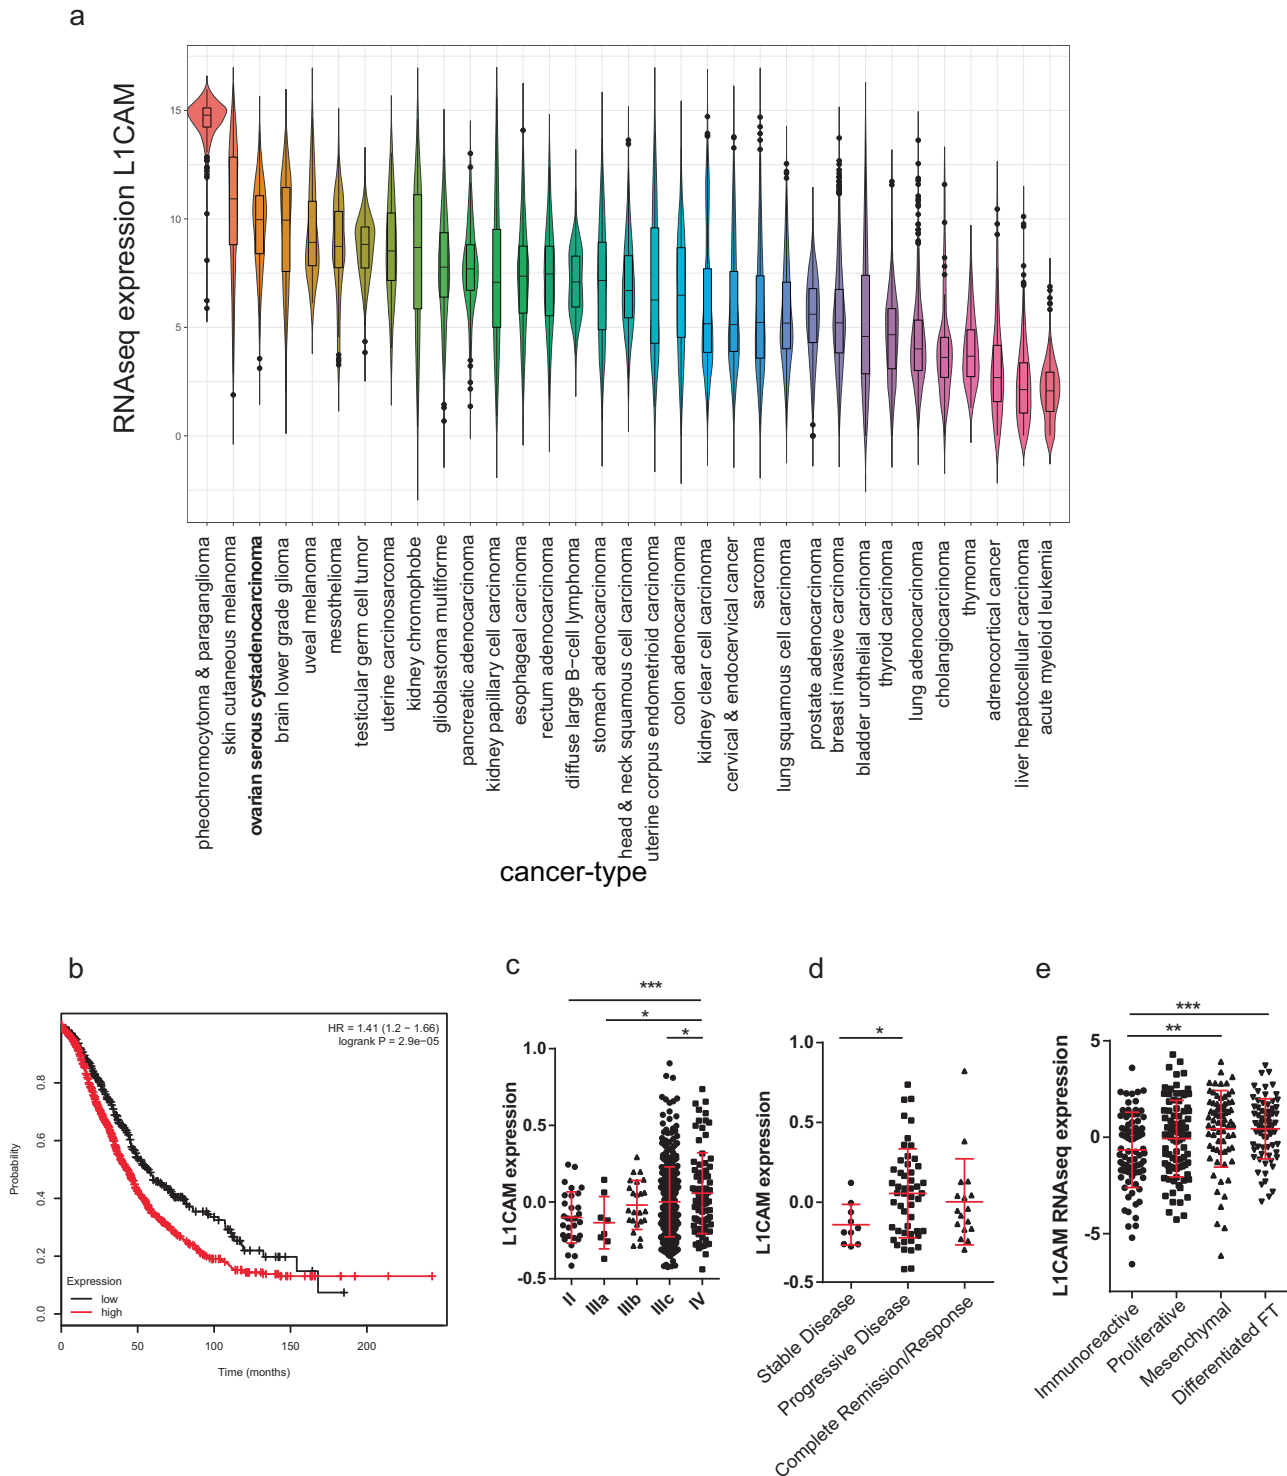 a
RNAseq expression L1CAM
15
10
5
0
pheochromocytoma & paraganglioma
skin cutaneous melanoma
ovarian serous cystadenocarcinoma
brain lower grade glioma
uveal melanoma
mesothelioma
testicular germ cell tumor
uterine carcinosarcoma
kidney chromophobe
glioblastoma multiforme
pancreatic adenocarcinoma
kidney papillary cell carcinoma
esophageal carcinoma
rectum adenocarcinoma
diffuse large B−cell lymphoma
stomach adenocarcinoma
head & neck squamous cell carcinoma
uterine corpus endometrioid carcinoma
colon adenocarcinoma
kidney clear cell carcinoma
cervical & endocervical cancer
sarcoma
lung squamous cell carcinoma
prostate adenocarcinoma
breast invasive carcinoma
bladder urothelial carcinoma
thyroid carcinoma
lung adenocarcinoma
cholangiocarcinoma
thymoma
adrenocortical cancer
liver hepatocellular carcinoma
acute myeloid leukemia
cancer-type
b
HR = 1.41 (1.2 − 1.66)
logrank P = 2.9e−05
Probability
0.8
0.6
0.4
0.2
0.0
Expression
low
high
0 50 100 150 200
Time (months)
c
***
*
*
L1CAM expression
1.0
0.5
0.0
-0.5
II
IIIa
IIIb
IIIc
IV
d
*
L1CAM expression
1.0
0.5
0.0
-0.5
Stable Disease
Progressive Disease
Complete Remission/Response
e
***
**
L1CAM RNAseq expression
5
0
-5
Immunoreactive
Proliferative
Mesenchymal
Differentiated FT